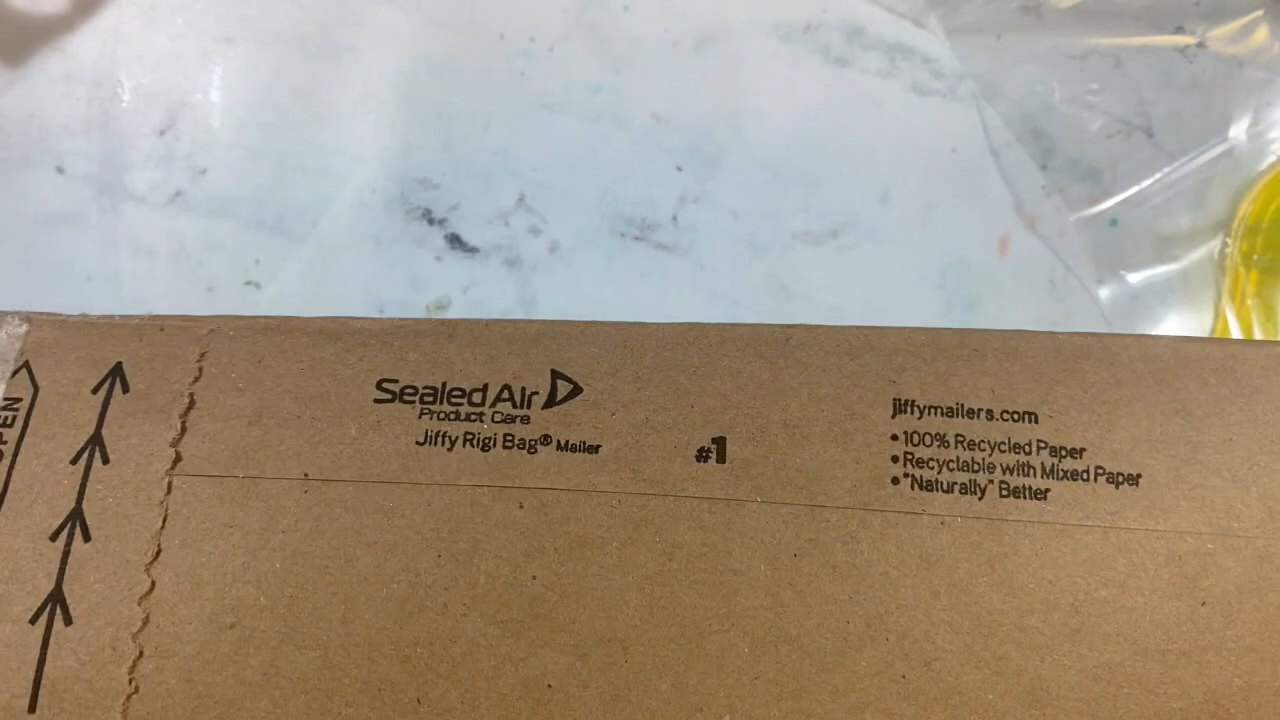 Sealed Air
Product Care
Jiffy Rigi Bag® Mailer
#1
jiffymailers.com
• 100% Recycled Paper
• Recyclable with Mixed Paper
• "Naturally" Better